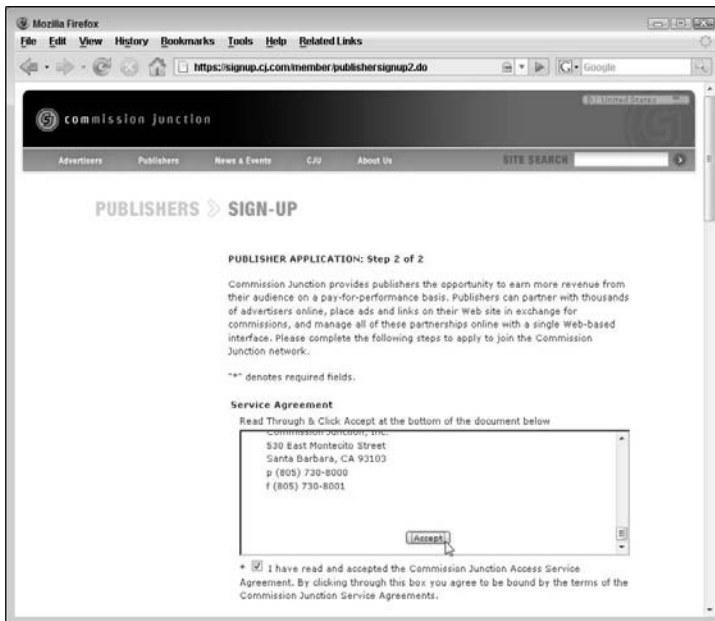 Mozilla Firefox
File Edit View History Bookmarks Tools Help Related Links
https://signup.cj.com/member/publishersignup2.do
Google
United States
commission junction
Advertisers Publishers News & Events CJU About Us SITE SEARCH
PUBLISHERS SIGN-UP
PUBLISHER APPLICATION: Step 2 of 2
Commission Junction provides publishers the opportunity to earn more revenue from
their audience on a pay-for-performance basis. Publishers can partner with thousands
of advertisers online, place ads and links on their Web site in exchange for
commissions, and manage all of these partnerships online with a single Web-based
interface. Please complete the following steps to apply to join the Commission
Junction network.
"*" denotes required fields.
Service Agreement
Read Through & Click Accept at the bottom of the document below
Commission Junction, Inc.
530 East Montecito Street
Santa Barbara, CA 93103
p (805) 730-8000
f (805) 730-8001
Accept
* I have read and accepted the Commission Junction Access Service
Agreement. By clicking through this box you agree to be bound by the terms of the
Commission Junction Service Agreements.